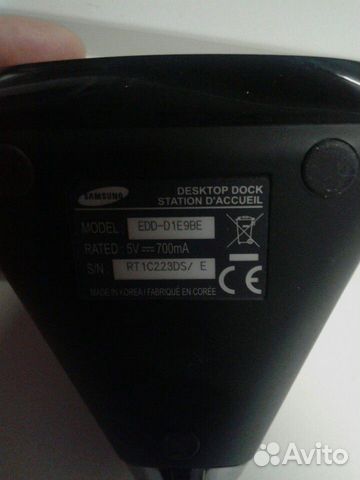 SAMSUNG
DESKTOP DOCK
STATION D'ACCUEIL
MODEL : EDD-D1E9BE
RATED : 5V ⎓ 700mA
S/N : RT1C223DS/ E
MADE IN KOREA / FABRIQUÉ EN CORÉE
CE
Avito